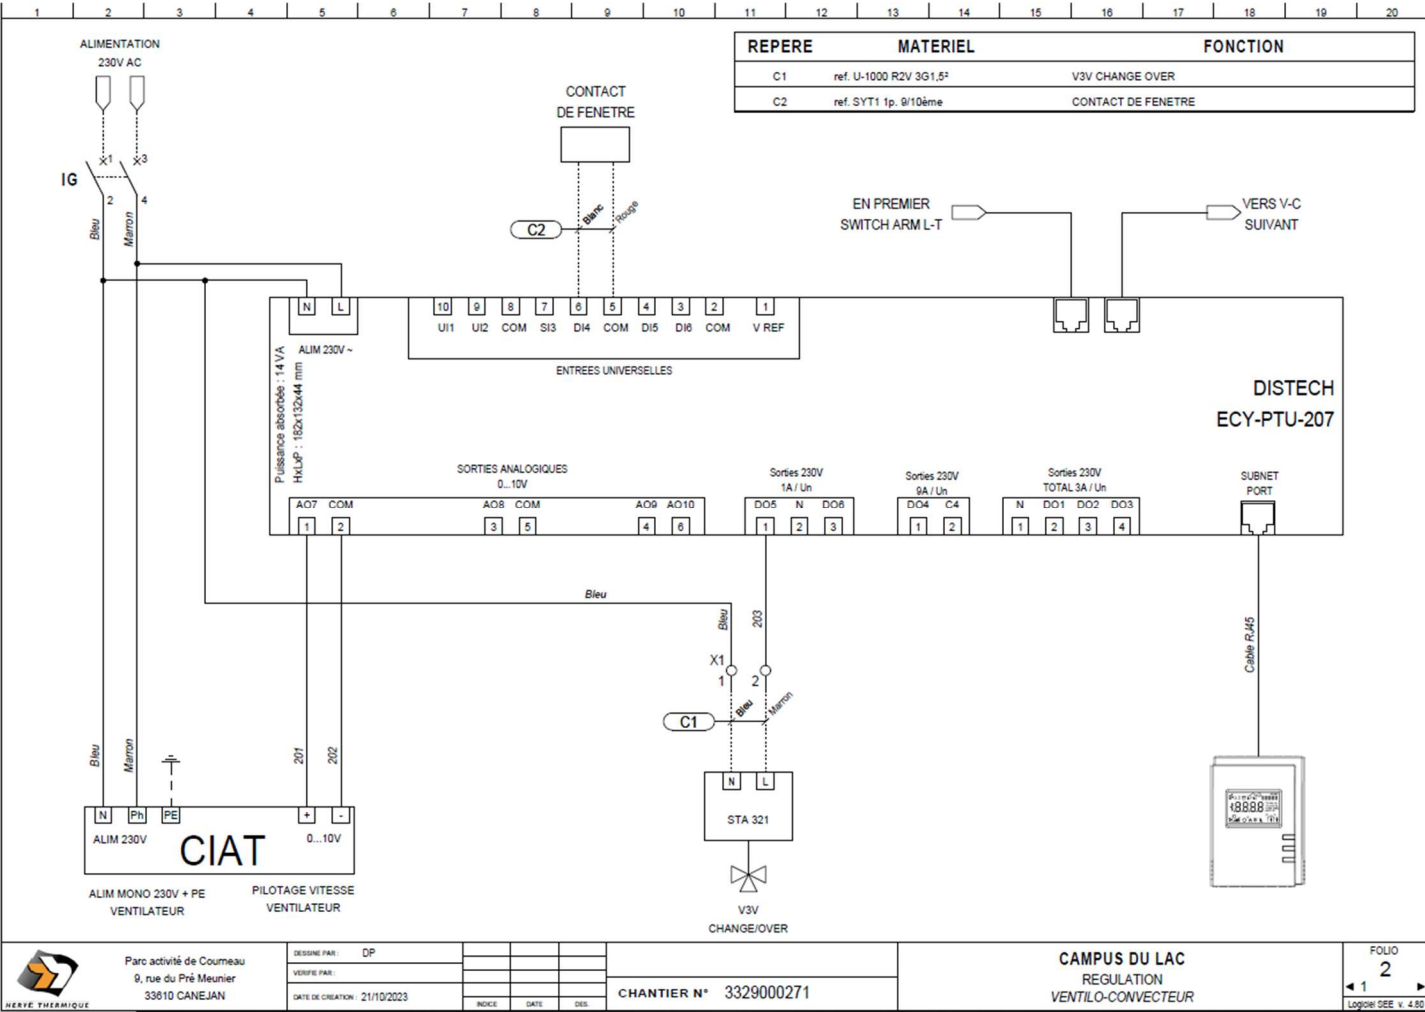 1 2 3 4 5 6 7 8 9 10 11 12 13 14 15 16 17 18 19 20
ALIMENTATION
230V AC
REPERE MATERIEL FONCTION
C1 ref. U-1000 R2V 3G1,5² V3V CHANGE OVER
C2 ref. SYT1 1p. 9/10ème CONTACT DE FENETRE
CONTACT
DE FENETRE
1 3
IG
2 4
Bleu
Marron
C2
Blanc
Rouge
EN PREMIER
SWITCH ARM L-T
VERS V-C
SUIVANT
N L
ALIM 230V ~
10 9 8 7 6 5 4 3 2 1
UI1 UI2 COM SI3 DI4 COM DI5 DI6 COM V REF
ENTREES UNIVERSELLES
Puissance absorbée : 14VA
HxLxP : 182x132x44 mm
DISTECH
ECY-PTU-207
SORTIES ANALOGIQUES
0...10V
Sorties 230V
1A / Un
Sorties 230V
9A / Un
Sorties 230V
TOTAL 3A / Un
SUBNET
PORT
AO7 COM AO8 COM AO9 AO10 DO5 N DO6 DO4 C4 N DO1 DO2 DO3
1 2 3 5 4 6 1 2 3 1 2 1 2 3 4
Bleu
Bleu
203
X1
1 2
C1
Bleu
Marron
Cable RJ45
Bleu
Marron
201
202
N L
STA 321
V3V
CHANGE/OVER
N Ph PE + -
ALIM 230V
CIAT
0...10V
ALIM MONO 230V + PE
VENTILATEUR
PILOTAGE VITESSE
VENTILATEUR
HERVÉ THERMIQUE
Parc activité de Courneau
9, rue du Pré Meunier
33610 CANEJAN
DESSINE PAR : DP
VERIFIE PAR :
DATE DE CREATION : 21/10/2023
INDICE DATE DES.
CHANTIER N° 3329000271
CAMPUS DU LAC
REGULATION
VENTILO-CONVECTEUR
FOLIO
2
1
Logiciel SEE v. 4.80